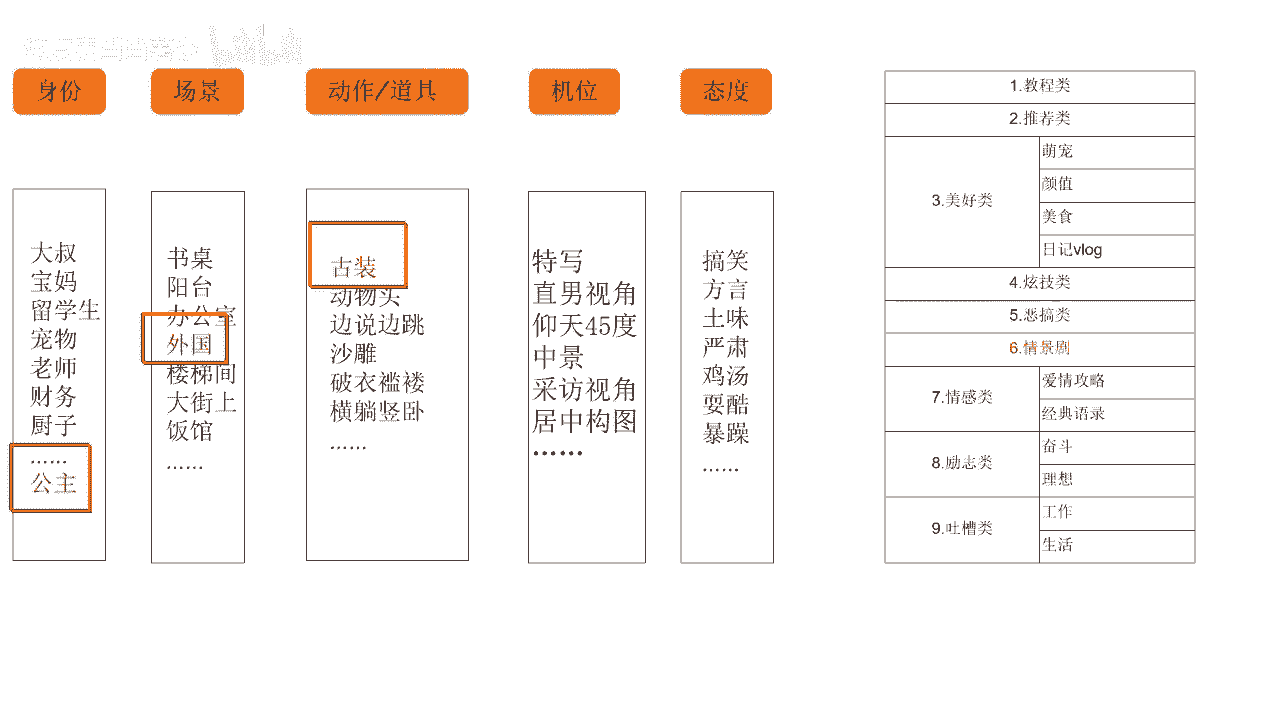 身份
场景
动作/道具
机位
态度
大叔
宝妈
留学生
宠物
老师
财务
厨子
......
公主
书桌
阳台
办公室
外国
楼梯间
大街上
饭馆
......
古装
动物头
边说边跳
沙雕
破衣褴褛
横躺竖卧
......
特写
直男视角
仰天45度
中景
采访视角
居中构图
......
搞笑
方言
土味
严肃
鸡汤
耍酷
暴躁
......
1.教程类
2.推荐类
3.美好类
萌宠
颜值
美食
日记vlog
4.炫技类
5.恶搞类
6.情景剧
7.情感类
爱情攻略
经典语录
8.励志类
奋斗
理想
9.吐槽类
工作
生活